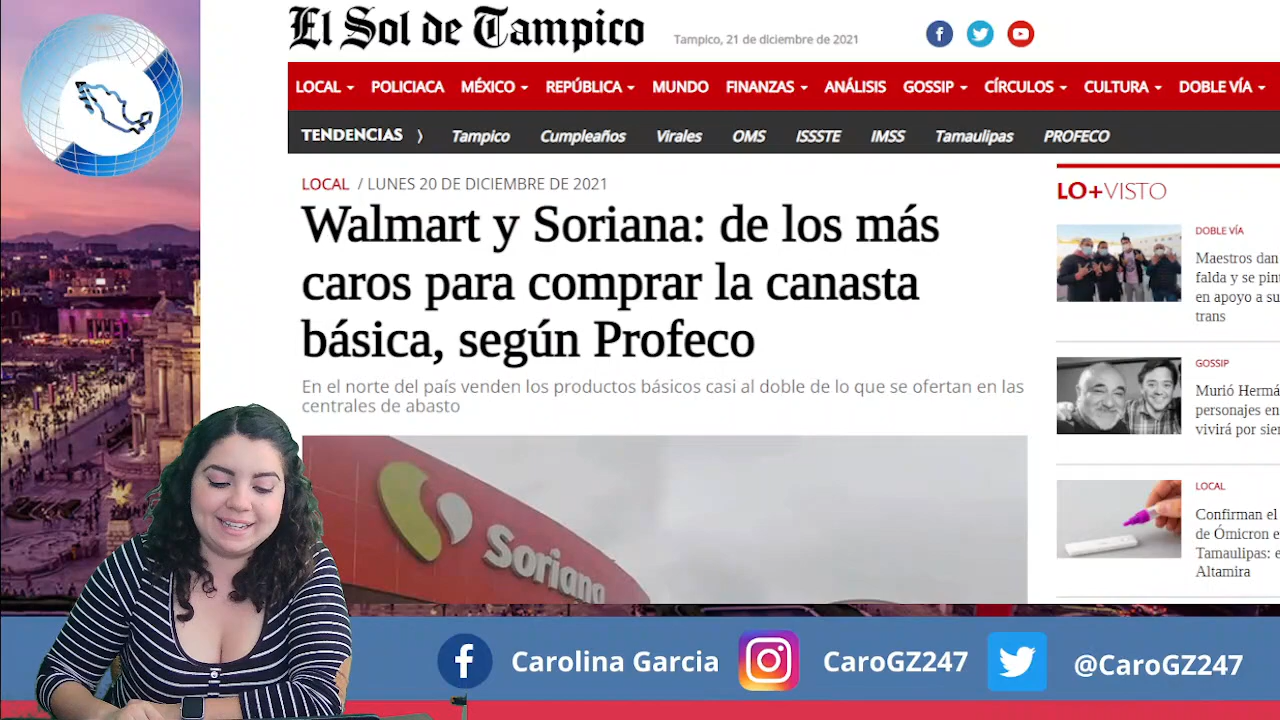 El Sol de Tampico
Tampico, 21 de diciembre de 2021
LOCAL POLICIACA MÉXICO REPÚBLICA MUNDO FINANZAS ANÁLISIS GOSSIP CÍRCULOS CULTURA DOBLE VÍA
TENDENCIAS ) Tampico Cumpleaños Virales OMS ISSSTE IMSS Tamaulipas PROFECO
LOCAL / LUNES 20 DE DICIEMBRE DE 2021
Walmart y Soriana: de los más
caros para comprar la canasta
básica, según Profeco
En el norte del país venden los productos básicos casi al doble de lo que se ofertan en las
centrales de abasto
Soriana
LO+VISTO
DOBLE VÍA
Maestros dan
falda y se pin
en apoyo a su
trans
GOSSIP
Murió Hermá
personajes en
vivirá por sie
LOCAL
Confirman el
de Ómicron e
Tamaulipas: e
Altamira
Carolina Garcia CaroGZ247 @CaroGZ247